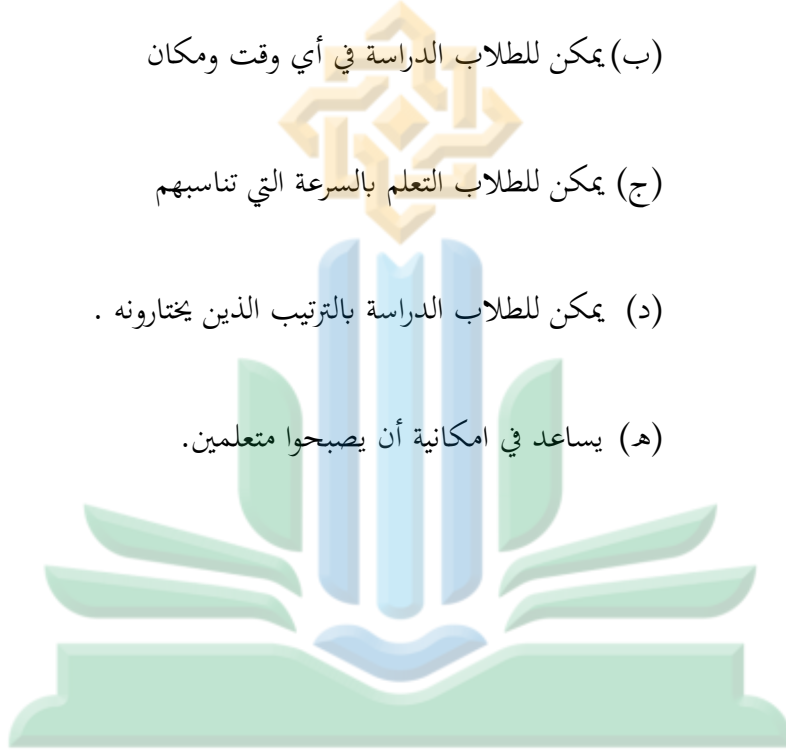 (ب) يمكن للطلاب الدراسة في أي وقت ومكان
(ج) يمكن للطلاب التعلم بالسرعة التي تناسبهم
(د) يمكن للطلاب الدراسة بالترتيب الذين يختارونه .
(هـ) يساعد في امكانية أن يصبحوا متعلمين.